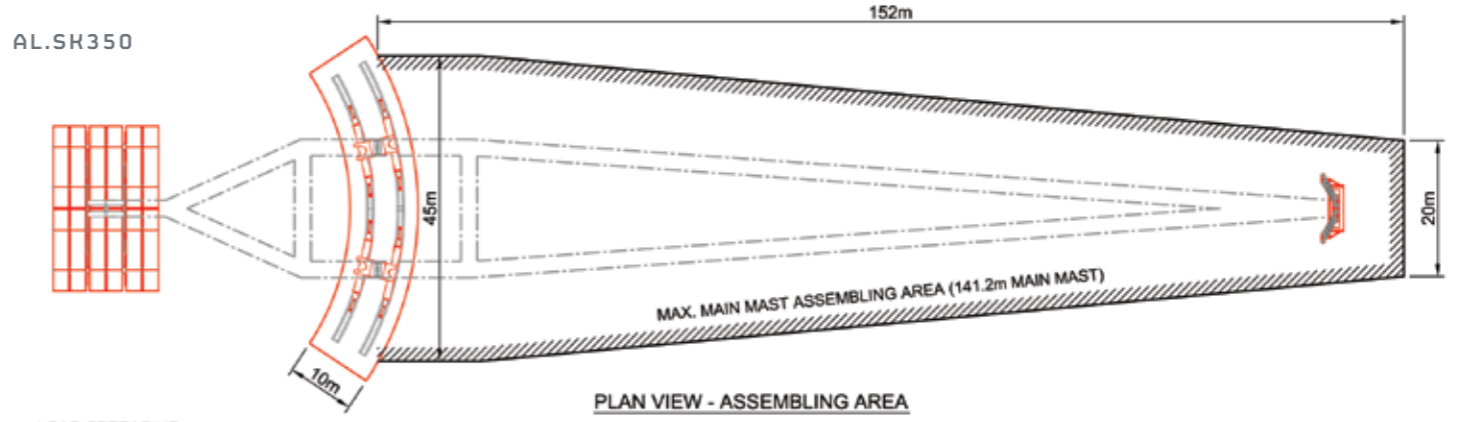 152m
AL.SK350
45m
20m
MAX. MAIN MAST ASSEMBLING AREA (141.2m MAIN MAST)
10m
PLAN VIEW - ASSEMBLING AREA